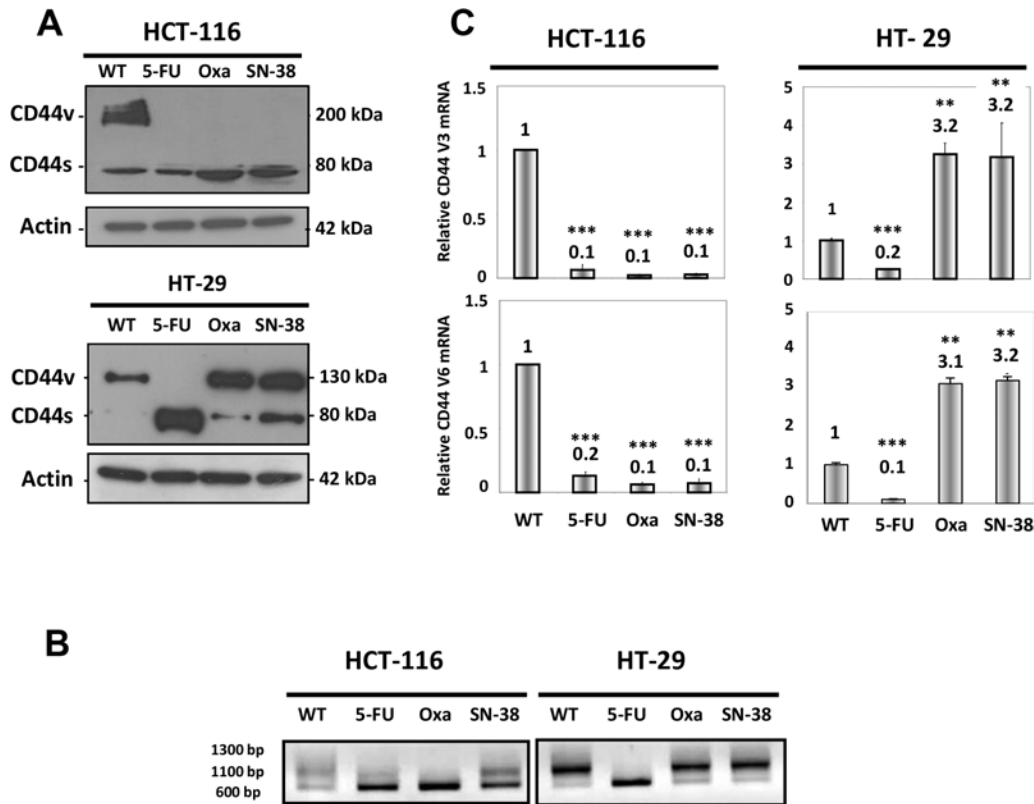 A
HCT-116
WT 5-FU Oxa SN-38
CD44v - - 200 kDa
CD44s - - 80 kDa
Actin - - 42 kDa
HT-29
WT 5-FU Oxa SN-38
CD44v - - 130 kDa
CD44s - - 80 kDa
Actin - - 42 kDa
C
HCT-116
Relative CD44 V3 mRNA
1.5
1
0.5
0
1
*** 0.1
*** 0.1
*** 0.1
Relative CD44 V6 mRNA
1.5
1
0.5
0
1
*** 0.2
*** 0.1
*** 0.1
WT 5-FU Oxa SN-38
HT- 29
5
4
3
2
1
0
1
*** 0.2
** 3.2
** 3.2
5
4
3
2
1
0
1
*** 0.1
** 3.1
** 3.2
WT 5-FU Oxa SN-38
B
HCT-116 HT-29
WT 5-FU Oxa SN-38 WT 5-FU Oxa SN-38
1300 bp
1100 bp
600 bp